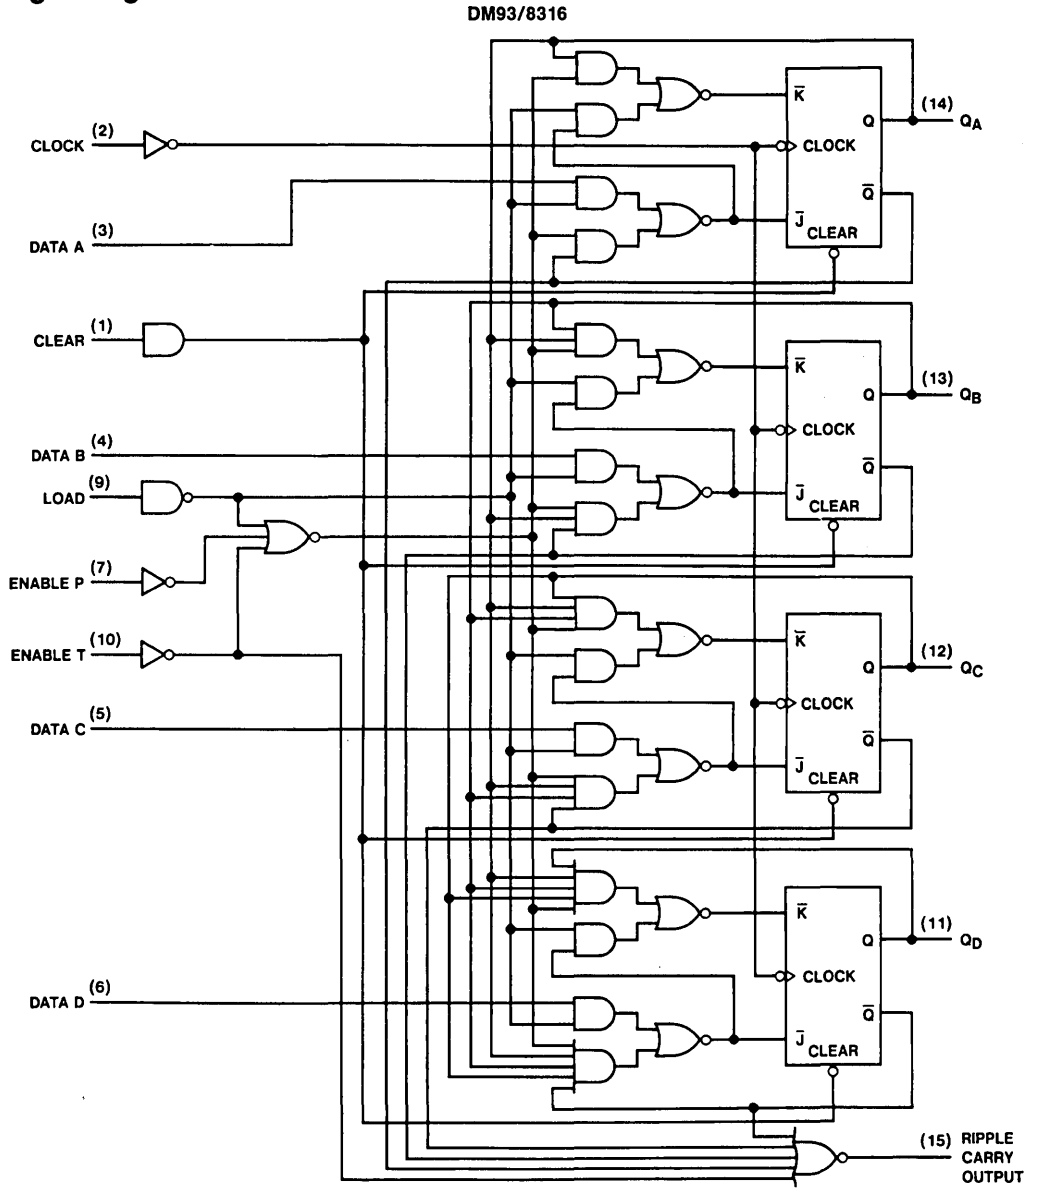 DM93/8316
K̅
(14)
Q
QA
(2)
CLOCK
CLOCK
Q̅
(3)
J̅
DATA A
CLEAR
(1)
CLEAR
K̅
(13)
Q
QB
CLOCK
(4)
DATA B
Q̅
(9)
LOAD
J̅
CLEAR
(7)
ENABLE P
(10)
ENABLE T
K̅
(12)
Q
QC
CLOCK
(5)
DATA C
Q̅
J̅
CLEAR
K̅
(11)
Q
QD
CLOCK
(6)
DATA D
Q̅
J̅
CLEAR
(15)
RIPPLE
CARRY
OUTPUT